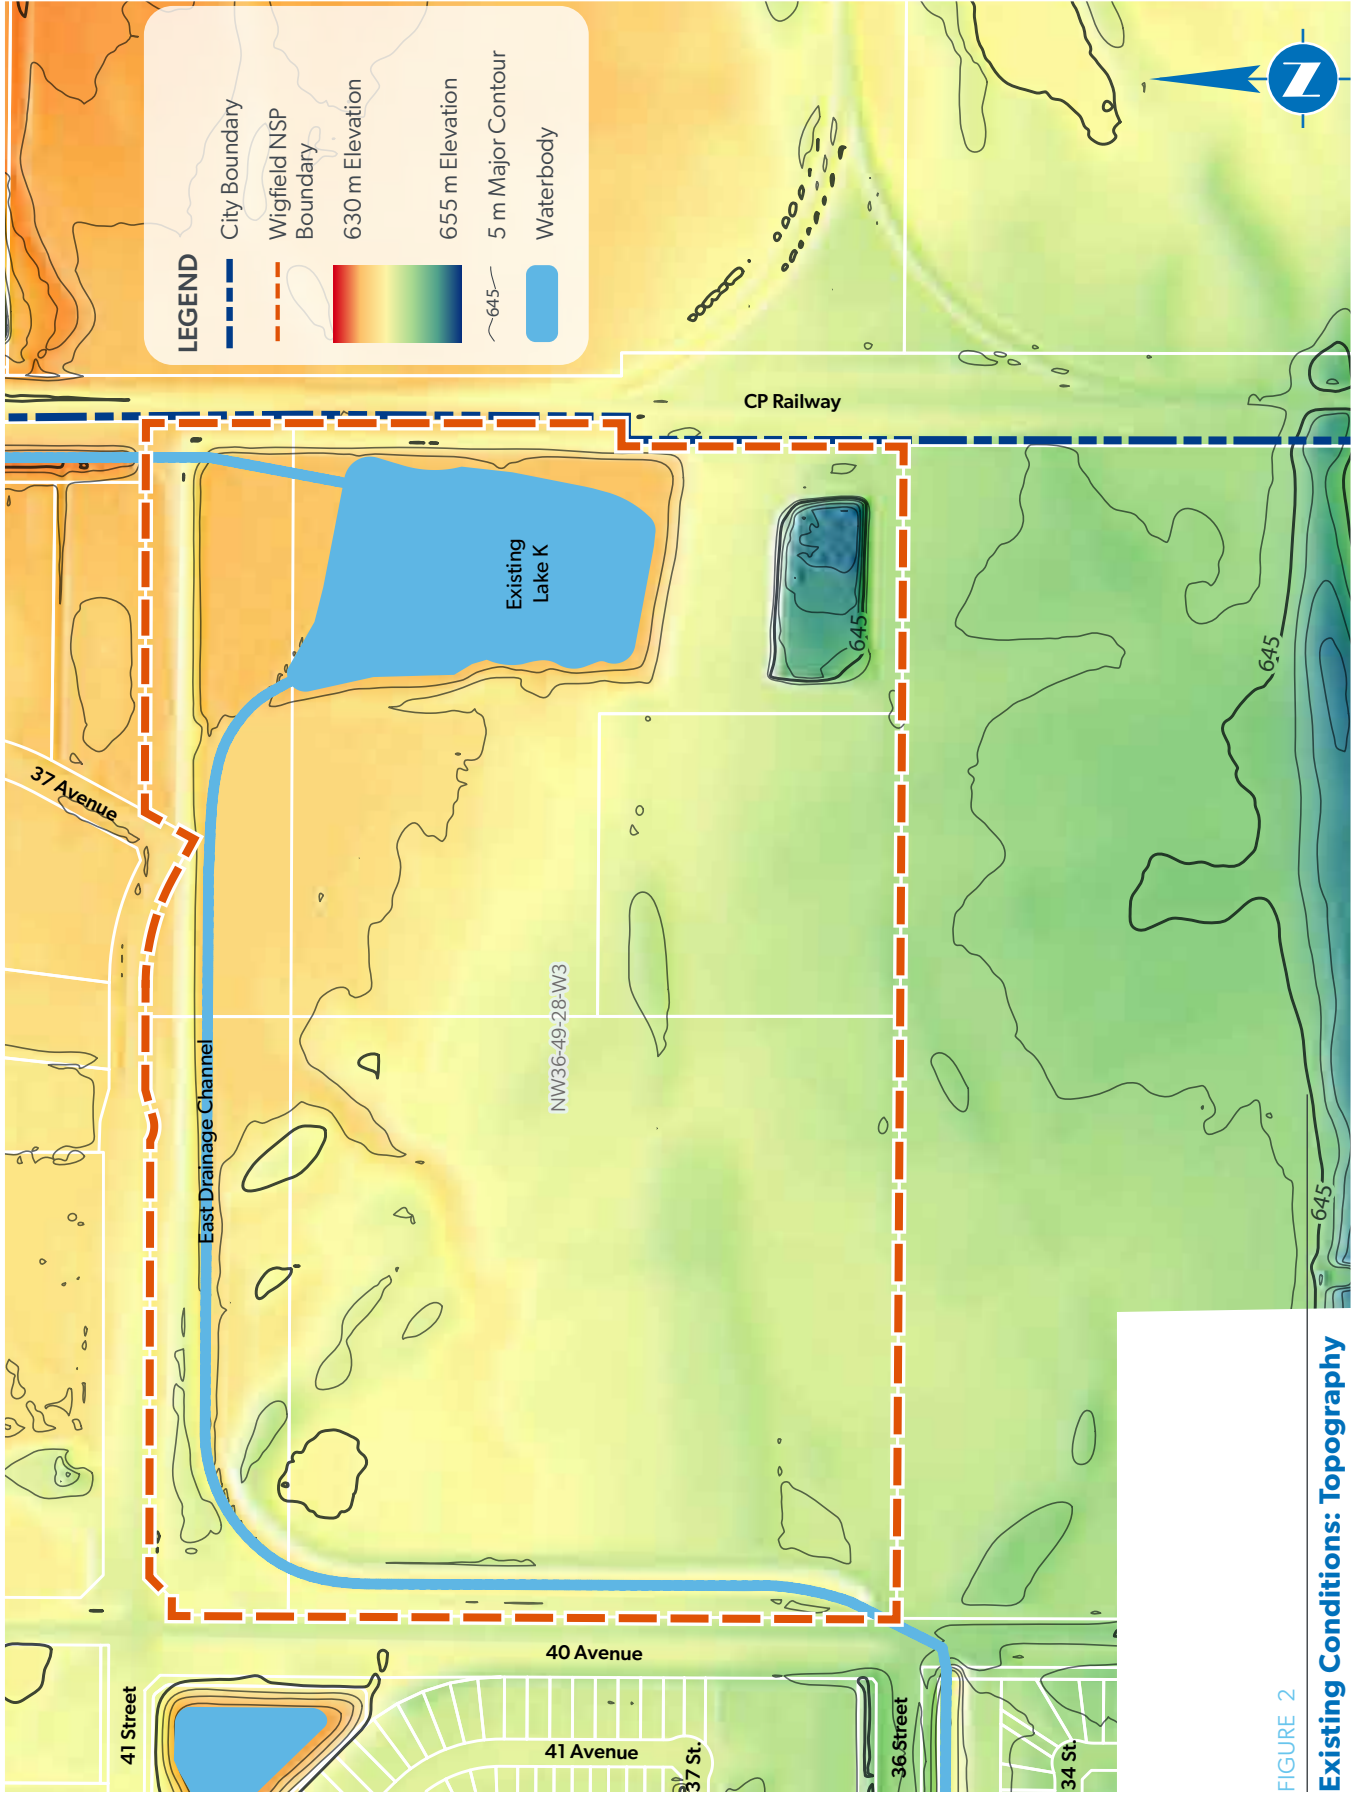 LEGEND
City Boundary
Wigfield NSP
Boundary
630 m Elevation
655 m Elevation
645
5 m Major Contour
Waterbody
N
CP Railway
37 Avenue
Existing
Lake K
645
645
East Drainage Channel
NW36-49-28-W3
645
40 Avenue
41 Street
41 Avenue
37 St.
36 Street
34 St.
FIGURE 2
Existing Conditions: Topography